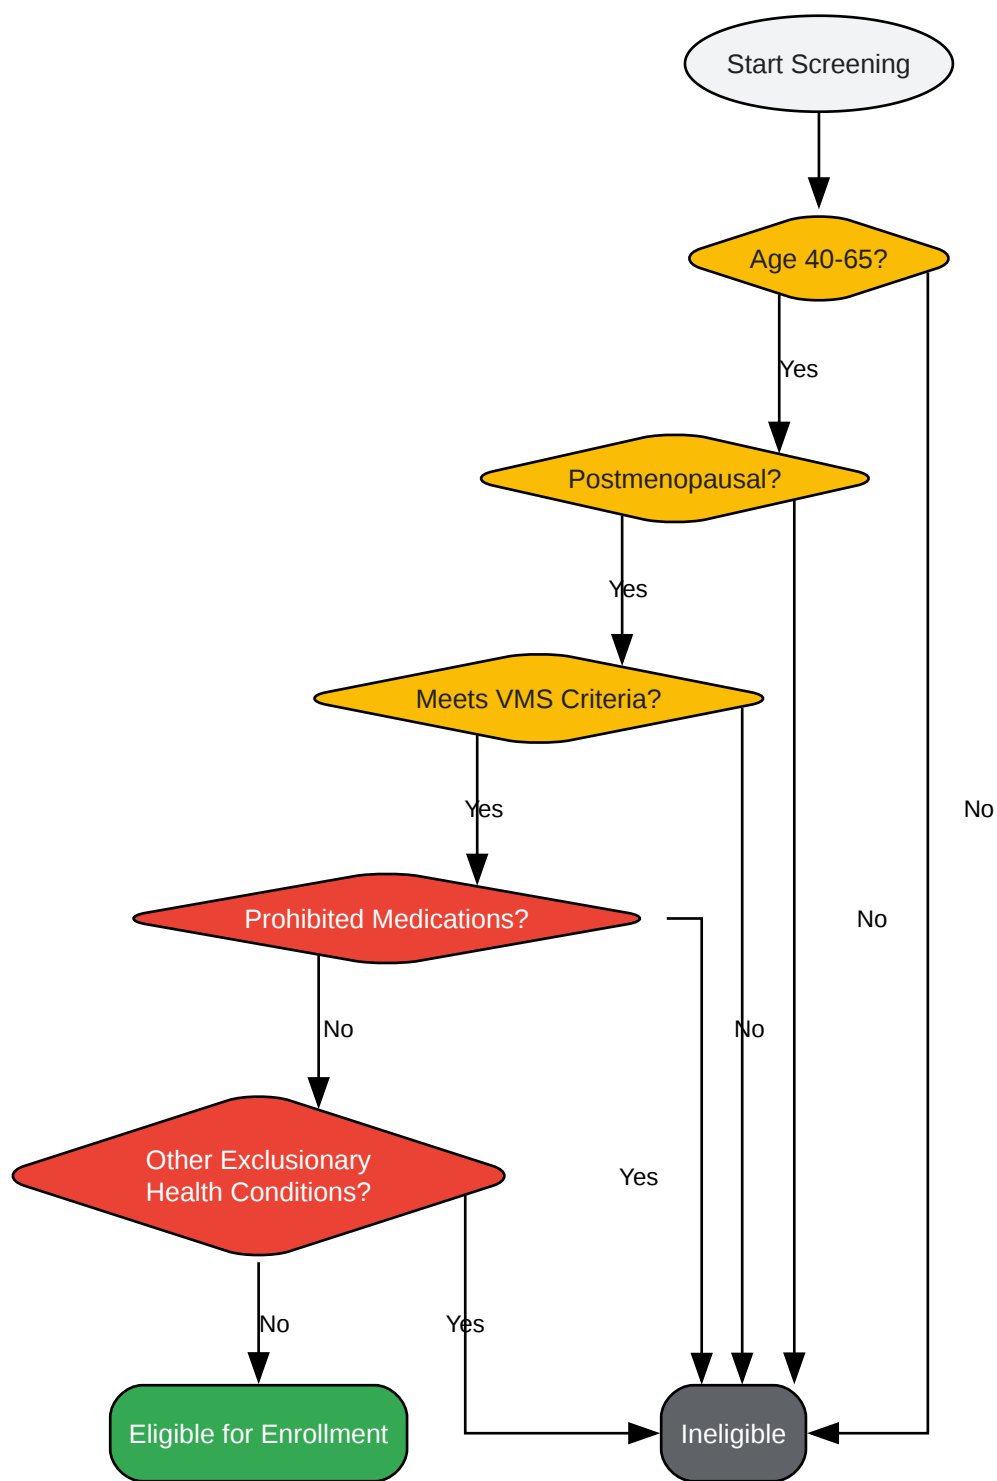 Start Screening
Age 40-65?
Yes
Postmenopausal?
Yes
Meets VMS Criteria?
Yes
No
Prohibited Medications?
No
No
No
Other Exclusionary
Health Conditions?
Yes
No
Yes
Eligible for Enrollment
Ineligible